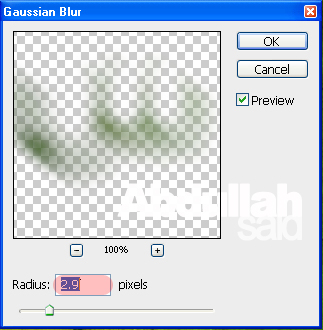 Gaussian Blur
OK
Cancel
Preview
Abdullah
said
100%
Radius: 2.9 pixels